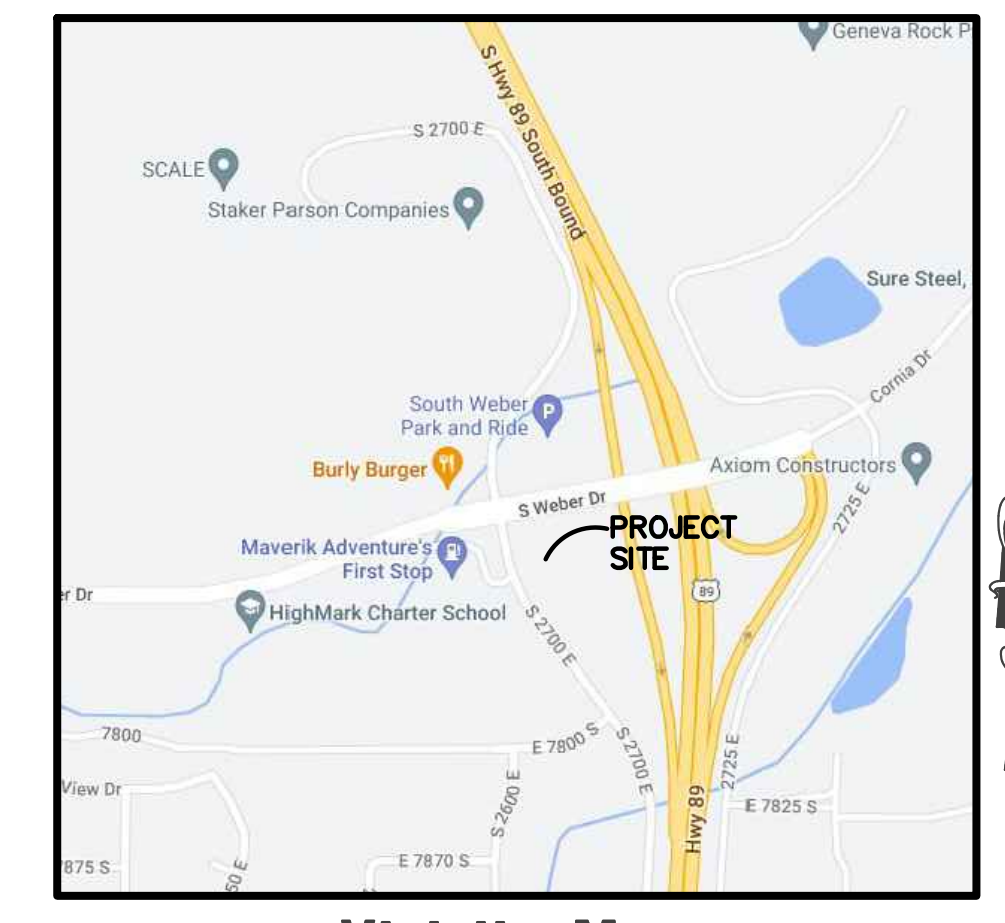 Geneva Rock P
S Hwy 89 South Bound
S 2700 E
SCALE
Staker Parson Companies
Sure Steel,
Cornia Dr
South Weber
Park and Ride
Burly Burger
Axiom Constructors
S Weber Dr
2725 E
PROJECT
SITE
Maverik Adventure's
First Stop
89
er Dr
HighMark Charter School
S 2700 E
7800
E 7800 S
S 2700 E
2725 E
View Dr
S 2600 E
Hwy 89
E 7825 S
875 S
50 E
E 7870 S